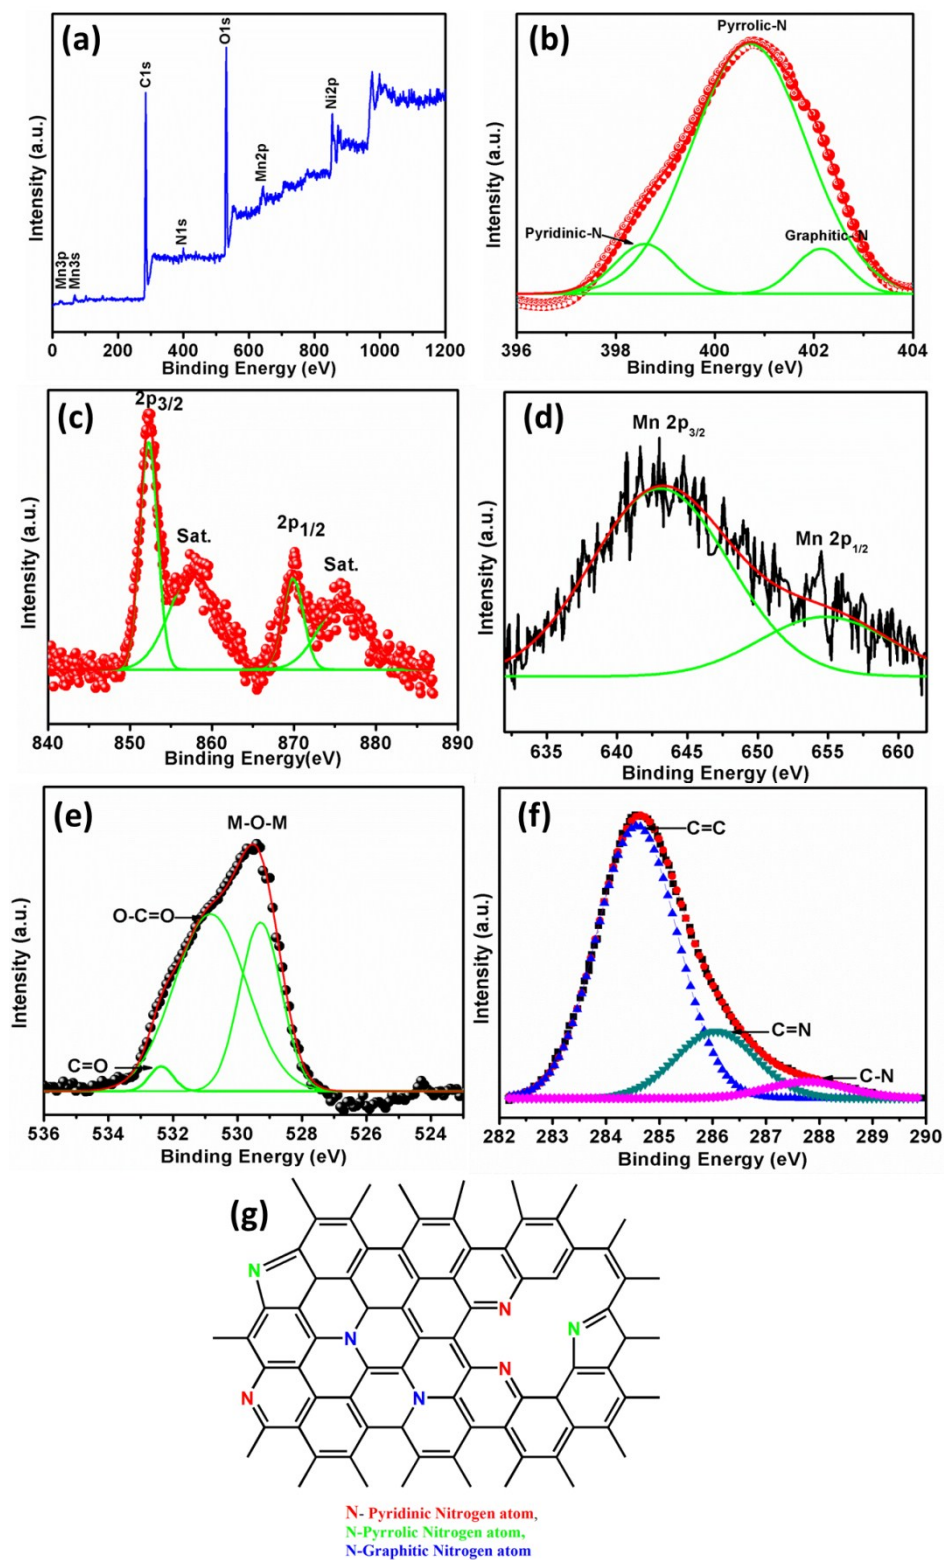 (a)
C1s
O1s
Ni2p
Mn2p
N1s
Mn3p
Mn3s
Intensity (a.u.)
0 200 400 600 800 1000 1200
Binding Energy (eV)
(b)
Pyrrolic-N
Pyridinic-N
Graphitic-N
Intensity (a.u.)
396 398 400 402 404
Binding Energy (eV)
(c)
2p3/2
Sat.
2p1/2
Sat.
Intensity (a.u.)
840 850 860 870 880 890
Binding Energy(eV)
(d)
Mn 2p3/2
Mn 2p1/2
Intensity (a.u.)
635 640 645 650 655 660
Binding Energy (eV)
(e)
M-O-M
O-C=O
C=O
Intensity (a.u.)
536 534 532 530 528 526 524
Binding Energy (eV)
(f)
C=C
C=N
C-N
Intensity (a.u.)
282 283 284 285 286 287 288 289 290
Binding Energy (eV)
(g)
N
N
N
N
N
N
N
N- Pyridinic Nitrogen atom,
N-Pyrrolic Nitrogen atom,
N-Graphitic Nitrogen atom